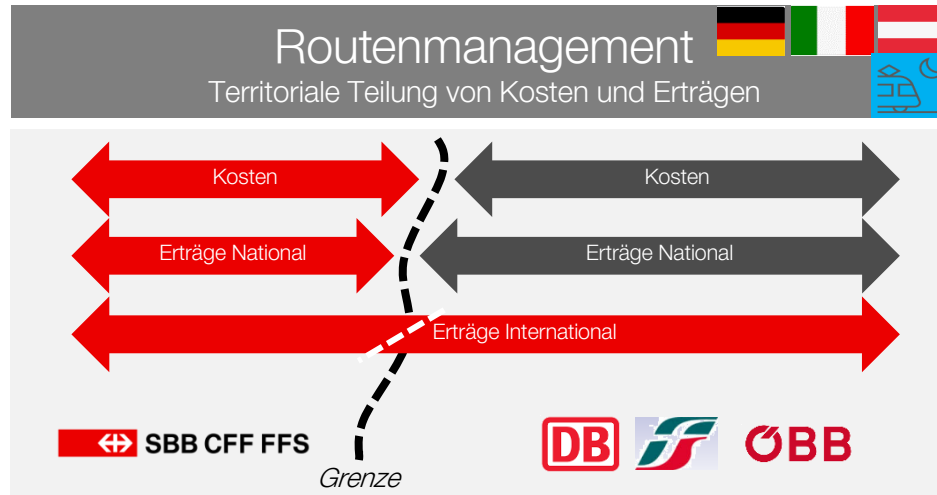 Routenmanagement
Territoriale Teilung von Kosten und Erträgen
Kosten
Kosten
Erträge National
Erträge National
Erträge International
SBB CFF FFS
DB
FS
ÖBB
Grenze